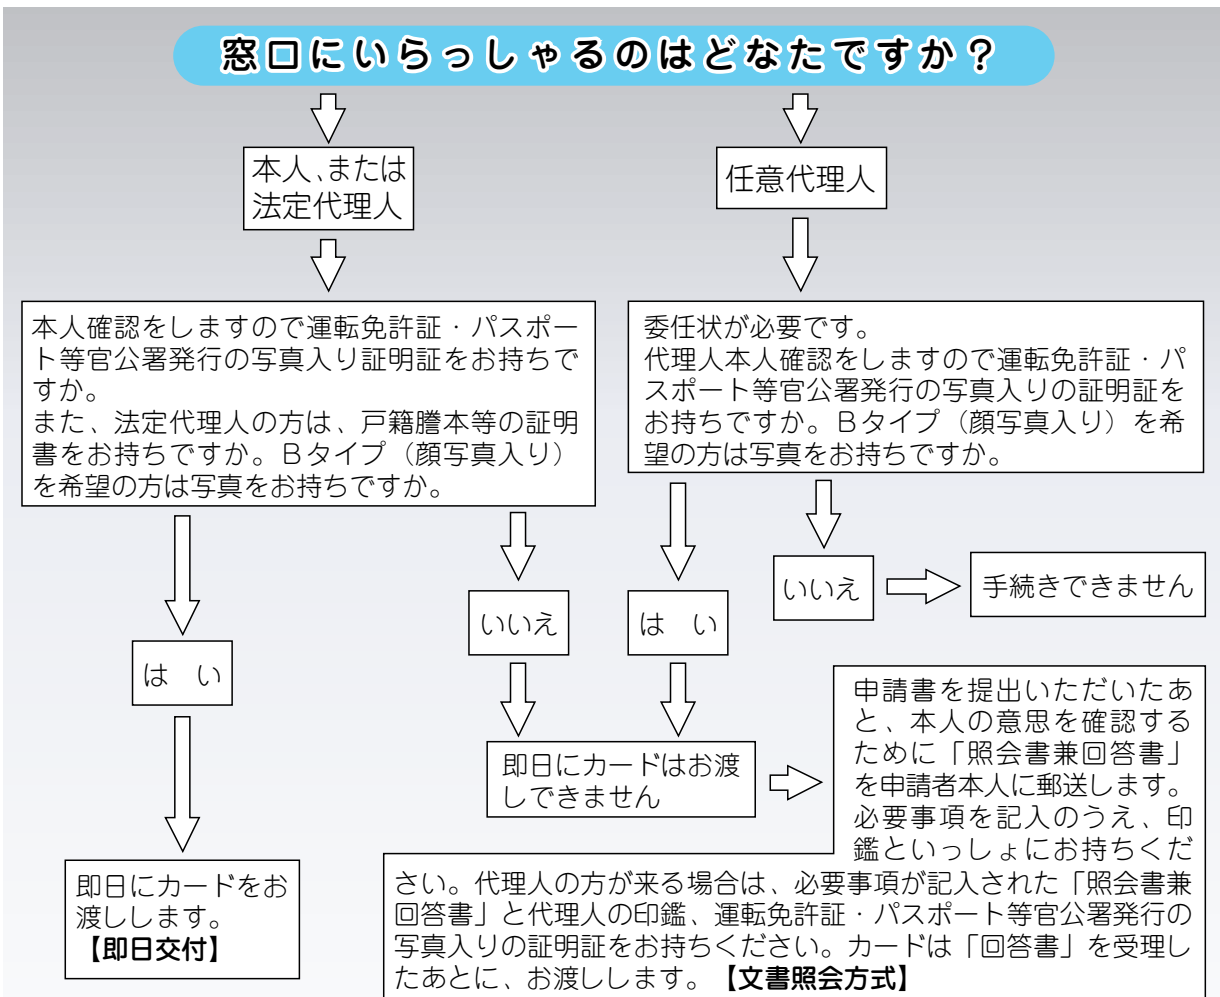 窓口にいらっしゃるのはどなたですか？
本人、または
法定代理人
任意代理人
本人確認をしますので運転免許証・パスポー
ト等官公署発行の写真入り証明証をお持ちで
すか。
また、法定代理人の方は、戸籍謄本等の証明
書をお持ちですか。Ｂタイプ（顔写真入り）
を希望の方は写真をお持ちですか。
委任状が必要です。
代理人本人確認をしますので運転免許証・パ
スポート等官公署発行の写真入りの証明証を
お持ちですか。Ｂタイプ（顔写真入り）を希
望の方は写真をお持ちですか。
いいえ
手続きできません
いいえ
は　い
は　い
即日にカードはお渡
しできません
即日にカードをお
渡しします。
【即日交付】
申請書を提出いただいたあ
と、本人の意思を確認する
ために「照会書兼回答書」
を申請者本人に郵送します。
必要事項を記入のうえ、印
鑑といっしょにお持ちくだ
さい。代理人の方が来る場合は、必要事項が記入された「照会書兼
回答書」と代理人の印鑑、運転免許証・パスポート等官公署発行の
写真入りの証明証をお持ちください。カードは「回答書」を受理し
たあとに、お渡しします。【文書照会方式】